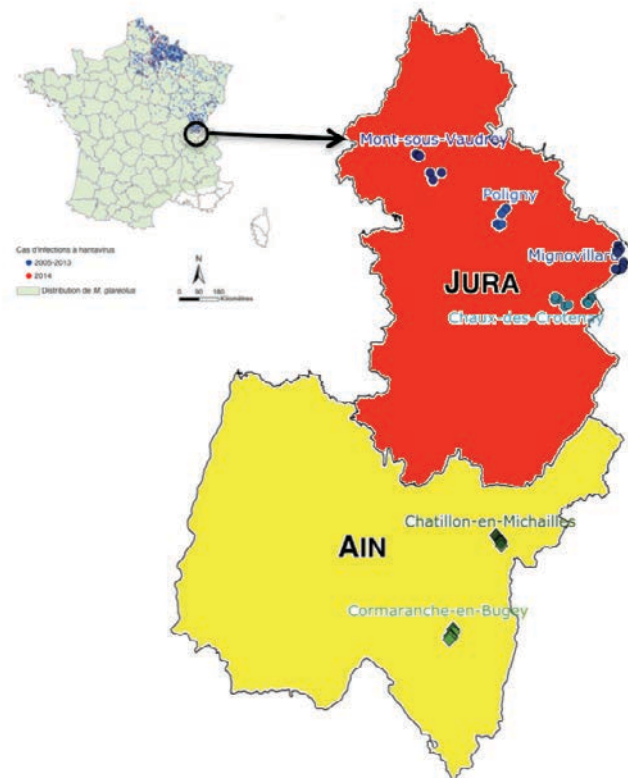 Cas d'infections à hantavirus
2005-2013
2014
Distribution de M. glareolus
N
0 90 180
Kilomètres
Mont-sous-Vaudrey
Poligny
Mignovillard
JURA
Chaux-des-Crotenay
Chatillon-en-Michailles
AIN
Cormaranche-en-Bugey